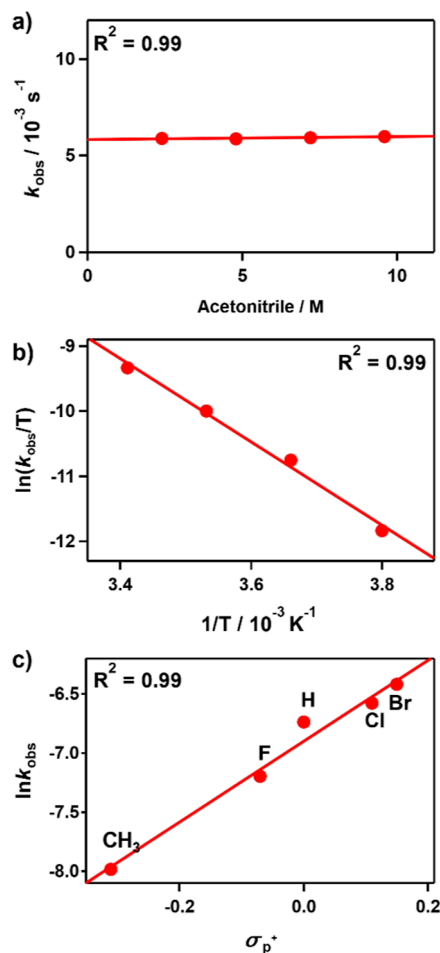 a)
R² = 0.99
10
5
0
k_obs / 10⁻³ s⁻¹
0
5
10
Acetonitrile / M
b)
-9
-10
-11
-12
R² = 0.99
ln(k_obs/T)
3.4
3.6
3.8
1/T / 10⁻³ K⁻¹
c)
R² = 0.99
-6.5
-7.0
-7.5
-8.0
lnk_obs
H
Br
Cl
F
CH₃
-0.2
0.0
0.2
σ_p⁺